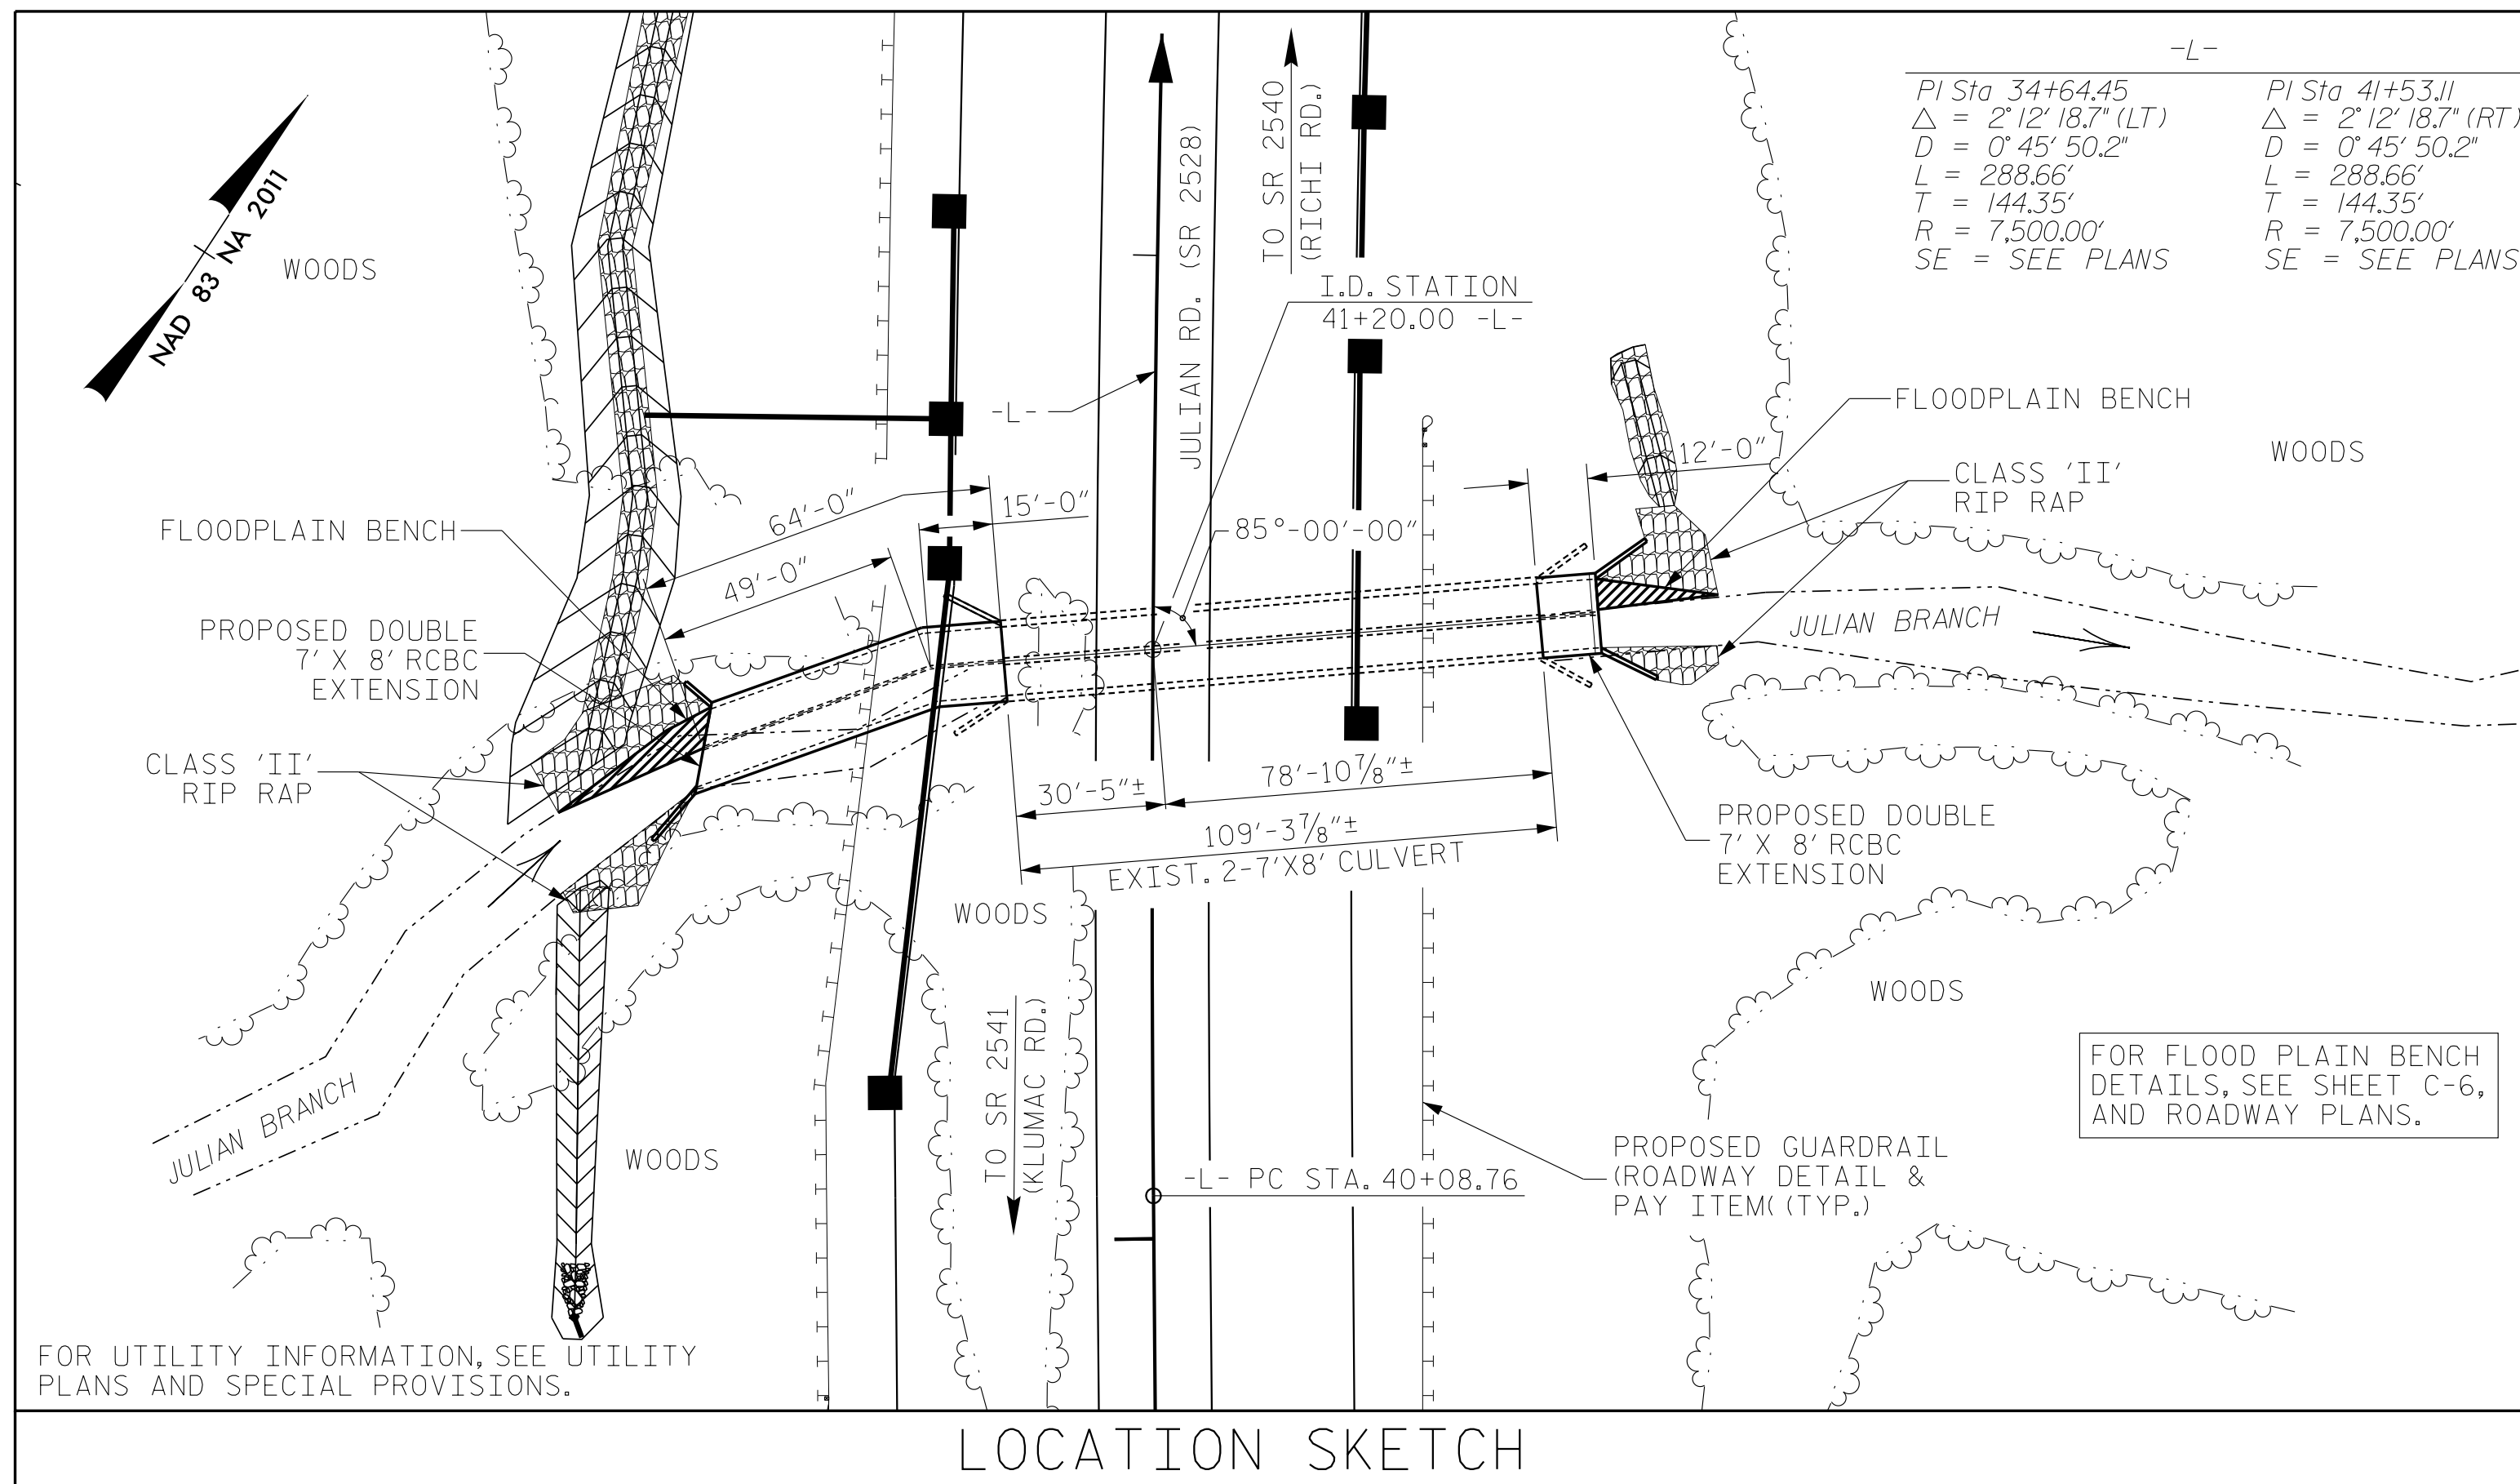 -L-
PI Sta 34+64.45
△ = 2° 12' 18.7" (LT)
D = 0° 45' 50.2"
L = 288.66'
T = 144.35'
R = 7,500.00'
SE = SEE PLANS
PI Sta 41+53.11
△ = 2° 12' 18.7" (RT)
D = 0° 45' 50.2"
L = 288.66'
T = 144.35'
R = 7,500.00'
SE = SEE PLANS
NAD 83 NA 2011
WOODS
JULIAN RD. (SR 2528)
TO SR 2540
(RICHI RD.)
I.D. STATION
41+20.00 -L-
-L-
FLOODPLAIN BENCH
WOODS
12'-0"
CLASS 'II'
RIP RAP
64'-0"
15'-0"
85°-00'-00"
FLOODPLAIN BENCH
49'-0"
PROPOSED DOUBLE
7' X 8' RCBC
EXTENSION
JULIAN BRANCH
CLASS 'II'
RIP RAP
30'-5"±
78'-10⅞"±
109'-3⅞"±
EXIST. 2-7'X8' CULVERT
PROPOSED DOUBLE
7' X 8' RCBC
EXTENSION
WOODS
WOODS
TO SR 2541
(KLUMAC RD.)
FOR FLOOD PLAIN BENCH
DETAILS, SEE SHEET C-6,
AND ROADWAY PLANS.
JULIAN BRANCH
WOODS
-L- PC STA. 40+08.76
PROPOSED GUARDRAIL
(ROADWAY DETAIL &
PAY ITEM( (TYP.)
FOR UTILITY INFORMATION, SEE UTILITY
PLANS AND SPECIAL PROVISIONS.
LOCATION SKETCH